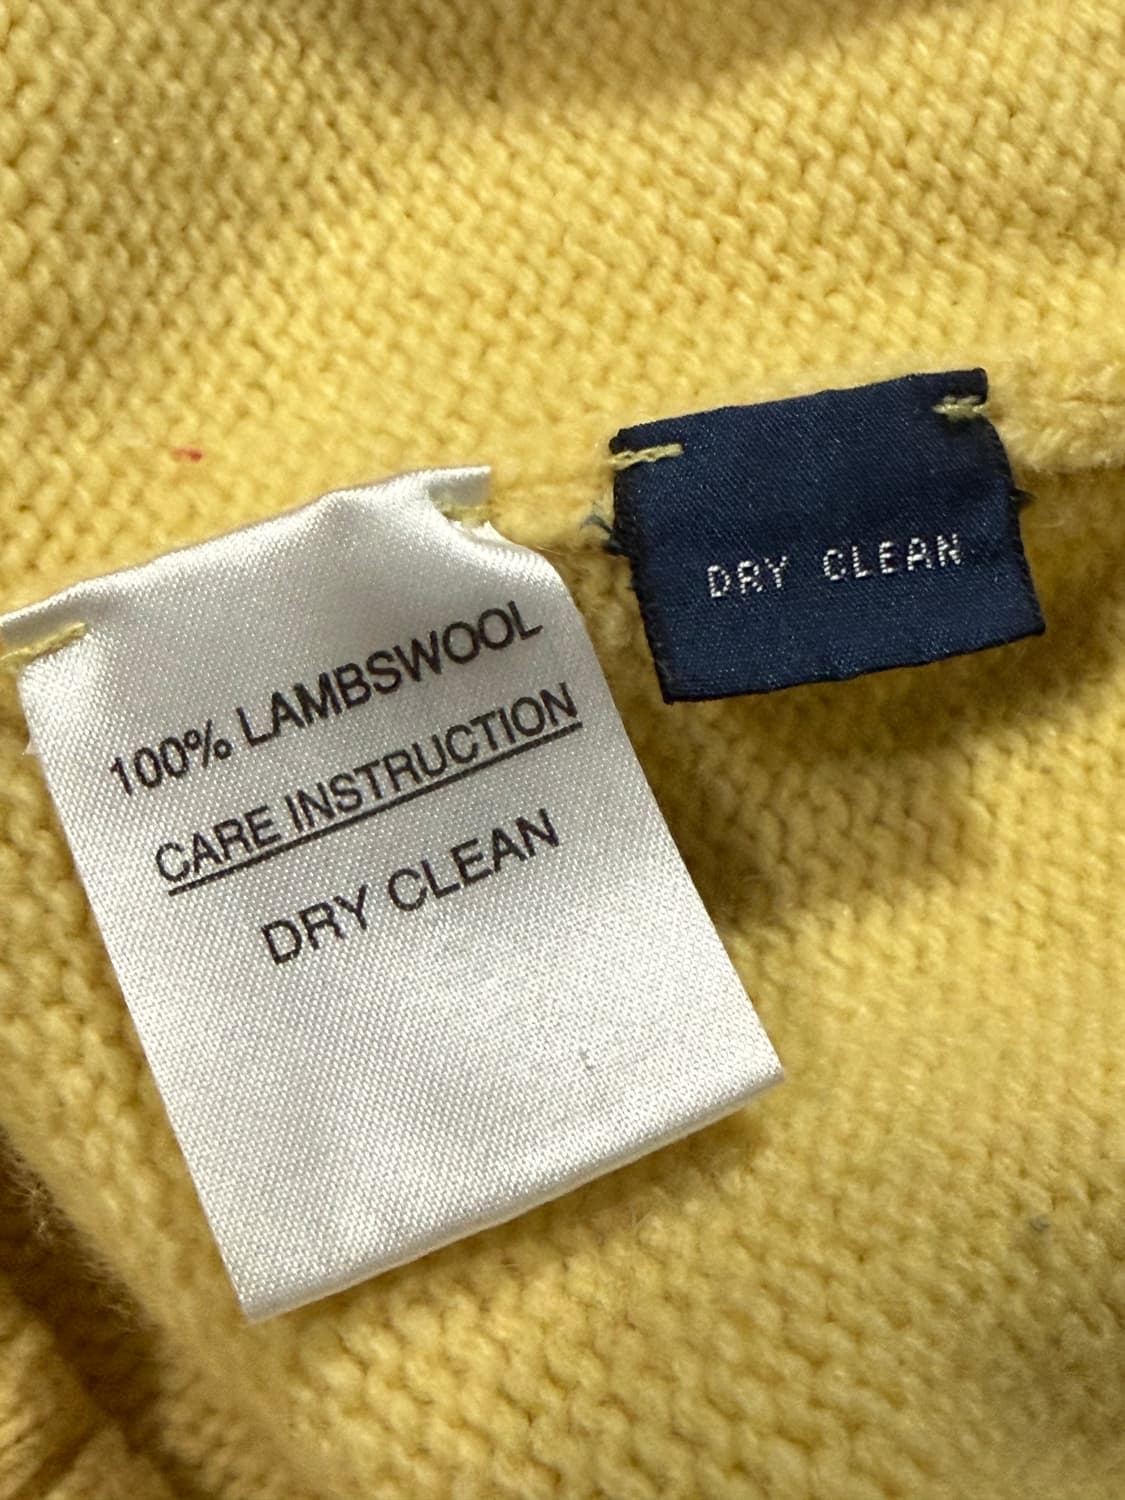 100% LAMBSWOOL
CARE INSTRUCTION
DRY CLEAN
DRY CLEAN